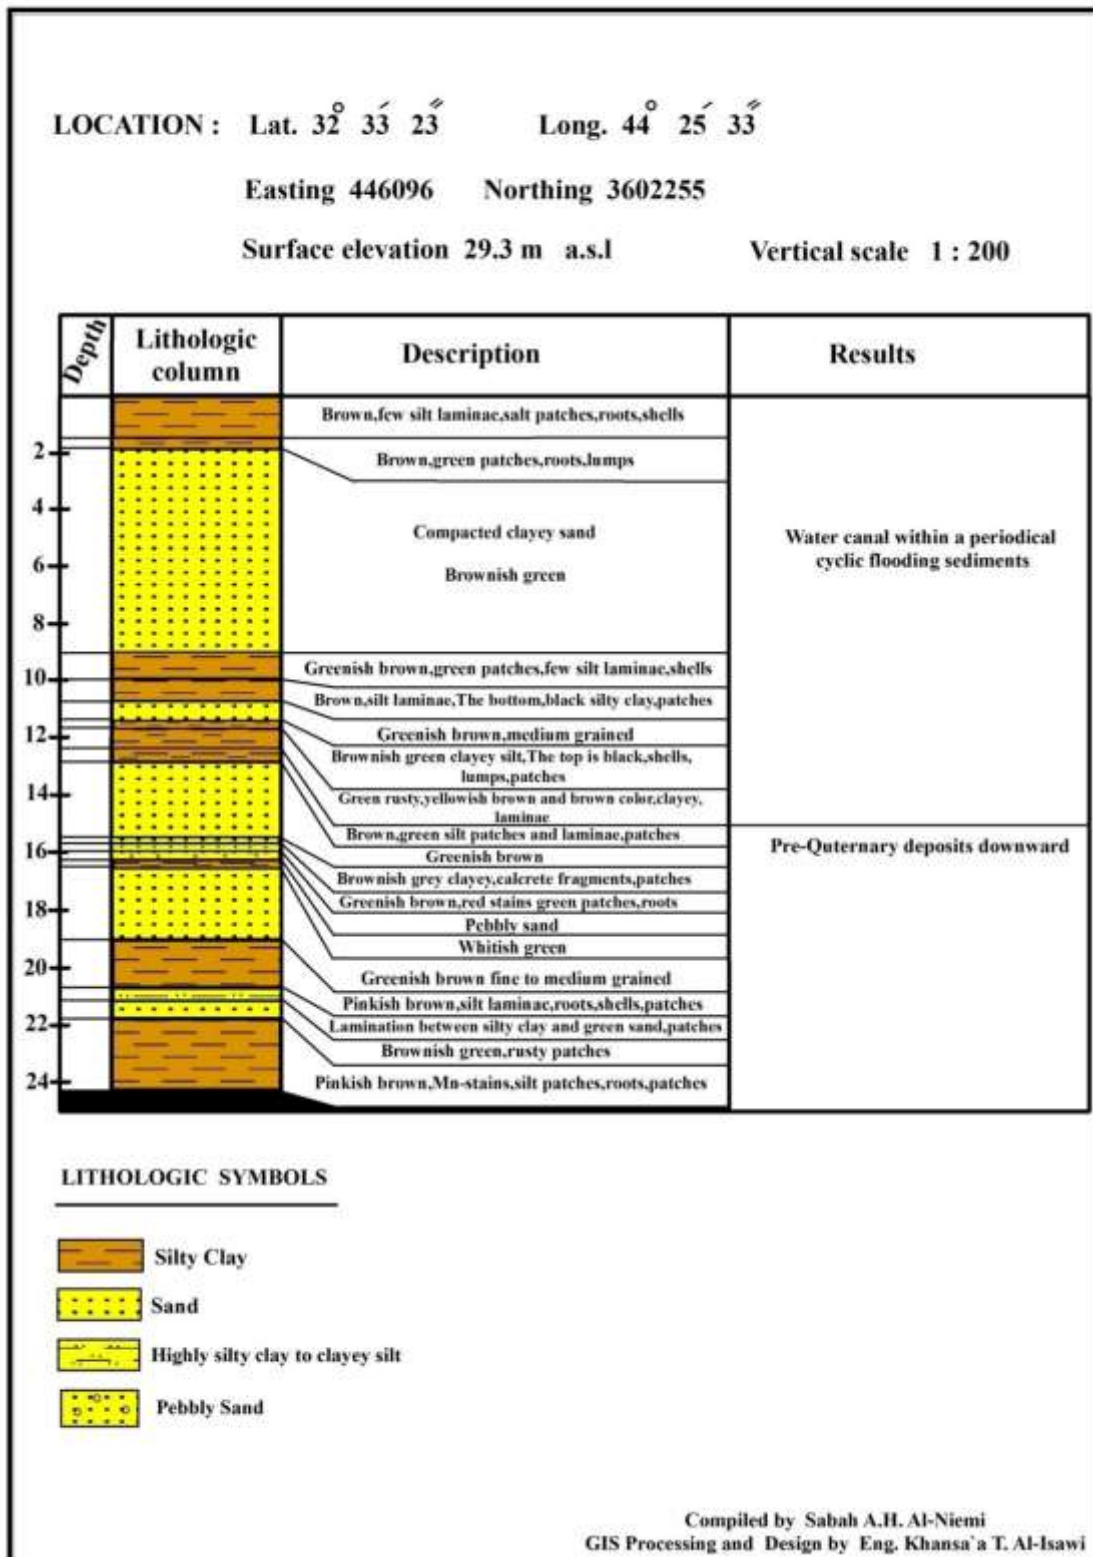 LOCATION : Lat. 32° 33′ 23″ Long. 44° 25′ 33″
Easting 446096 Northing 3602255
Surface elevation 29.3 m a.s.l Vertical scale 1 : 200
Depth
Lithologic
column
Description
Results
2
4
6
8
10
12
14
16
18
20
22
24
Brown,few silt laminae,salt patches,roots,shells
Brown,green patches,roots,lumps
Compacted clayey sand
Brownish green
Greenish brown,green patches,few silt laminae,shells
Brown,silt laminae,The bottom,black silty clay,patches
Greenish brown,medium grained
Brownish green clayey silt,The top is black,shells,
lumps,patches
Green rusty,yellowish brown and brown color,clayey,
laminae
Brown,green silt patches and laminae,patches
Greenish brown
Brownish grey clayey,calcrete fragments,patches
Greenish brown,red stains green patches,roots
Pebbly sand
Whitish green
Greenish brown fine to medium grained
Pinkish brown,silt laminae,roots,shells,patches
Lamination between silty clay and green sand,patches
Brownish green,rusty patches
Pinkish brown,Mn-stains,silt patches,roots,patches
Water canal within a periodical
cyclic flooding sediments
Pre-Quternary deposits downward
LITHOLOGIC SYMBOLS
Silty Clay
Sand
Highly silty clay to clayey silt
Pebbly Sand
Compiled by Sabah A.H. Al-Niemi
GIS Processing and Design by Eng. Khansa`a T. Al-Isawi